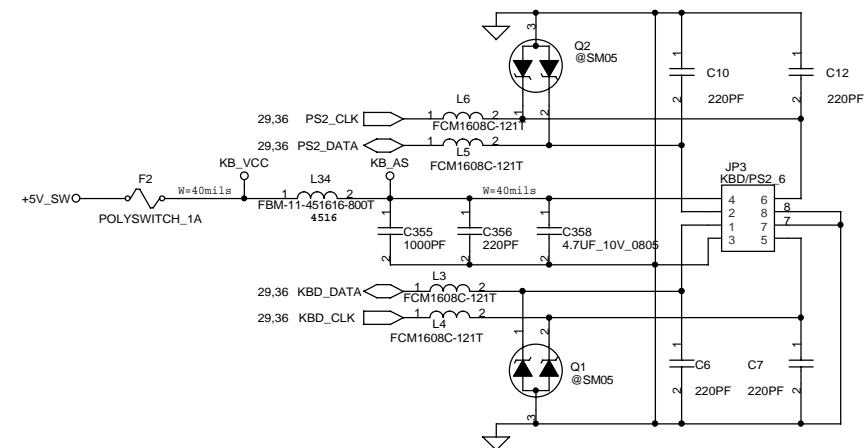 3
Q2
@SM05
1
2
1
C10
2
220PF
1
C12
2
220PF
L6
29,36 PS2_CLK
1
2
FCM1608C-121T
29,36 PS2_DATA
1
2
L5
FCM1608C-121T
KB_VCC
KB_AS
JP3
KBD/PS2_6
F2
+5V_SW
W=40mils
POLYSWITCH_1A
L34
1
2
FBM-11-451616-800T
4516
W=40mils
4
6
2
8
1
7
3
5
8
7
1
C355
1000PF
2
1
C356
220PF
2
1
C358
4.7UF_10V_0805
2
L3
29,36 KBD_DATA
1
2
FCM1608C-121T
29,36 KBD_CLK
1
2
L4
FCM1608C-121T
1
2
Q1
@SM05
3
1
C6
2
220PF
1
C7
2
220PF